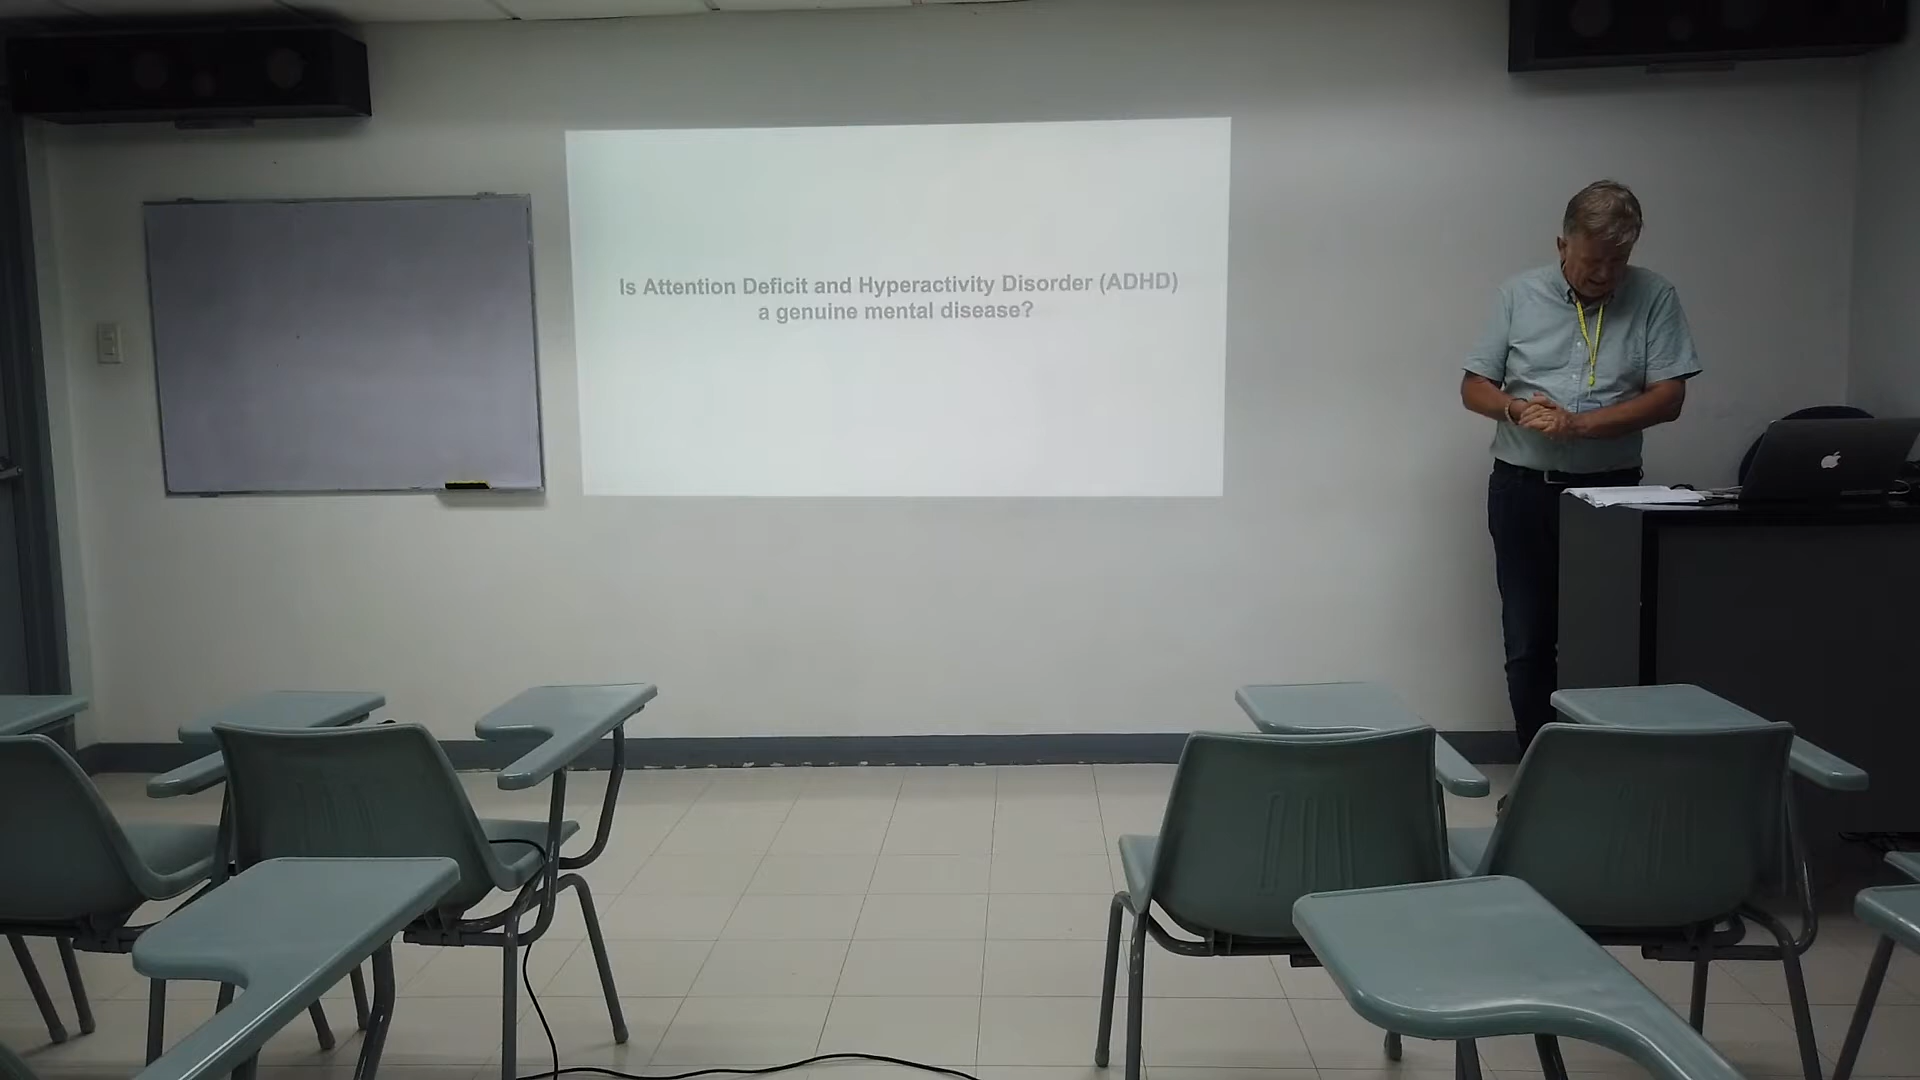 Is Attention Deficit and Hyperactivity Disorder (ADHD)
a genuine mental disease?